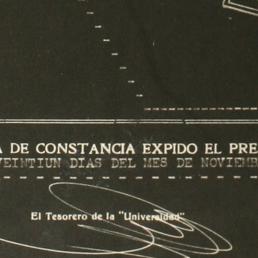 A DE CONSTANCIA EXPIDO EL PRE
VEINTIUN DIAS DEL MES DE NOVIEMB
El Tesorero de la "Universidad"